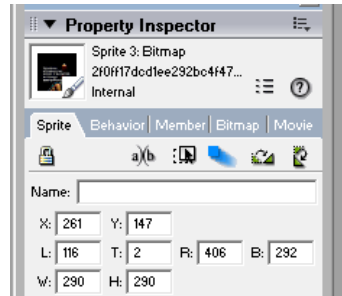 Property Inspector
Sprite 3: Bitmap
2f0ff17dcd1ee292bc4f47...
Internal
Sprite Behavior Member Bitmap Movie
a)(b
Name:
X: 261 Y: 147
L: 116 T: 2 R: 406 B: 292
W: 290 H: 290